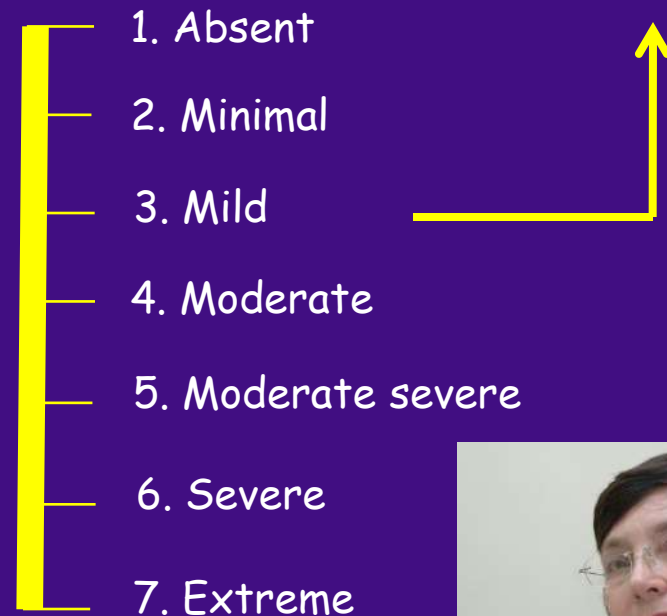 1. Absent
2. Minimal
3. Mild
4. Moderate
5. Moderate severe
6. Severe
7. Extreme